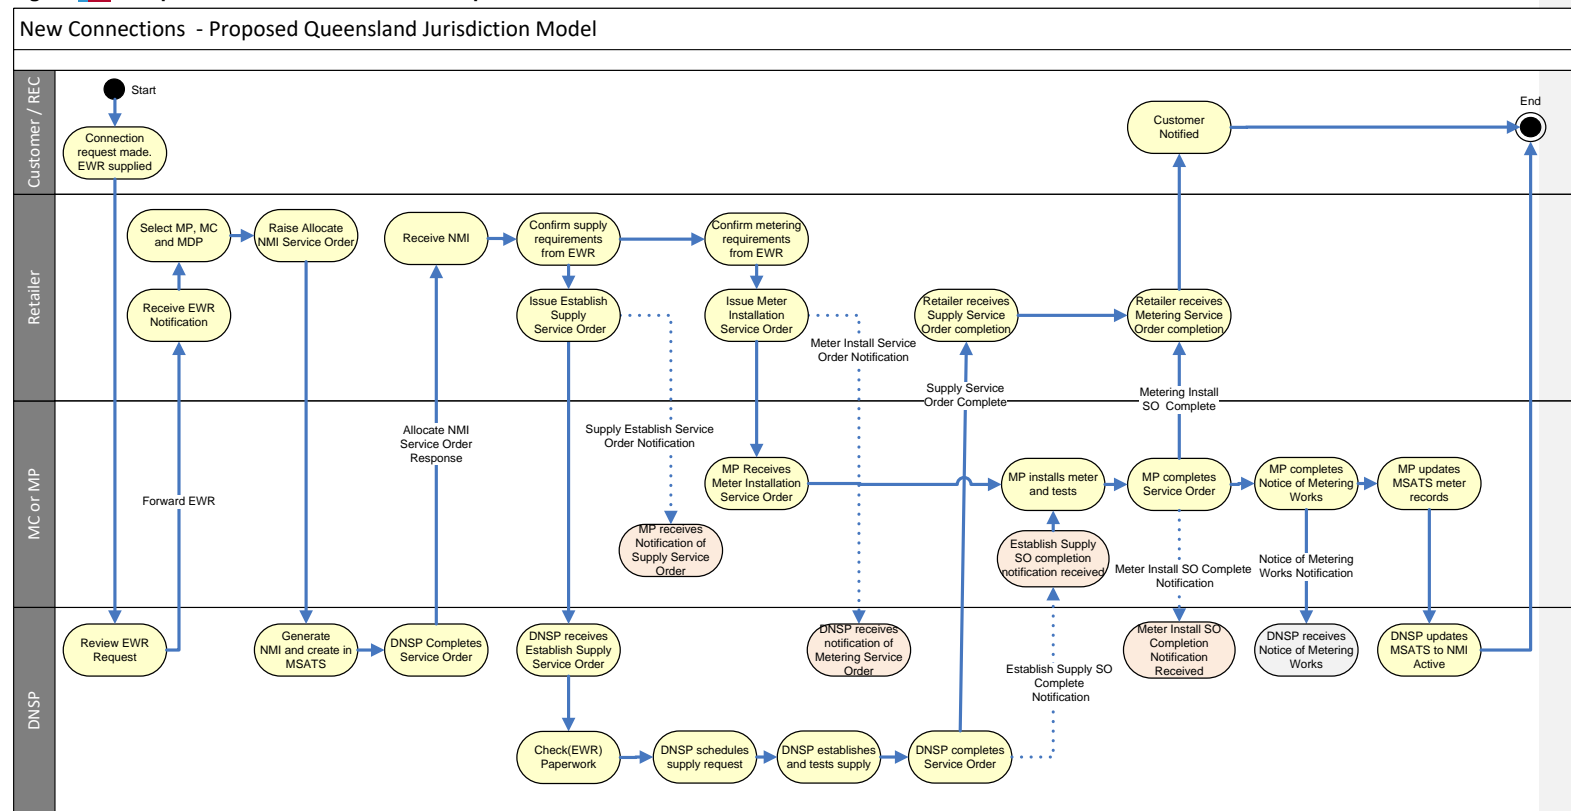 New Connections  - Proposed Queensland Jurisdiction Model
Customer / REC
Start
Connection
request made.
EWR supplied
Customer
Notified
End
Retailer
Select MP, MC
and MDP
Raise Allocate
NMI Service Order
Receive NMI
Confirm supply
requirements
from EWR
Confirm metering
requirements
from EWR
Receive EWR
Notification
Issue Establish
Supply
Service Order
Issue Meter
Installation
Service Order
Retailer receives
Supply Service
Order completion
Retailer receives
Metering Service
Order completion
Meter Install Service
Order Notification
Supply Service
Order Complete
Metering Install
SO  Complete
MC or MP
Allocate NMI
Service Order
Response
Supply Establish Service
Order Notification
Forward EWR
MP Receives
Meter Installation
Service Order
MP installs meter
and tests
MP completes
Service Order
MP completes
Notice of Metering
Works
MP updates
MSATS meter
records
MP receives
Notification of
Supply Service
Order
Establish Supply
SO completion
notification received
Meter Install SO Complete
Notification
Notice of Metering
Works Notification
DNSP
Review EWR
Request
Generate
NMI and create in
MSATS
DNSP Completes
Service Order
DNSP receives
Establish Supply
Service Order
DNSP receives
notification of
Metering Service
Order
Meter Install SO
Completion
Notification
Received
DNSP receives
Notice of Metering
Works
DNSP updates
MSATS to NMI
Active
Establish Supply SO
Complete
Notification
Check(EWR)
Paperwork
DNSP schedules
supply request
DNSP establishes
and tests supply
DNSP completes
Service Order